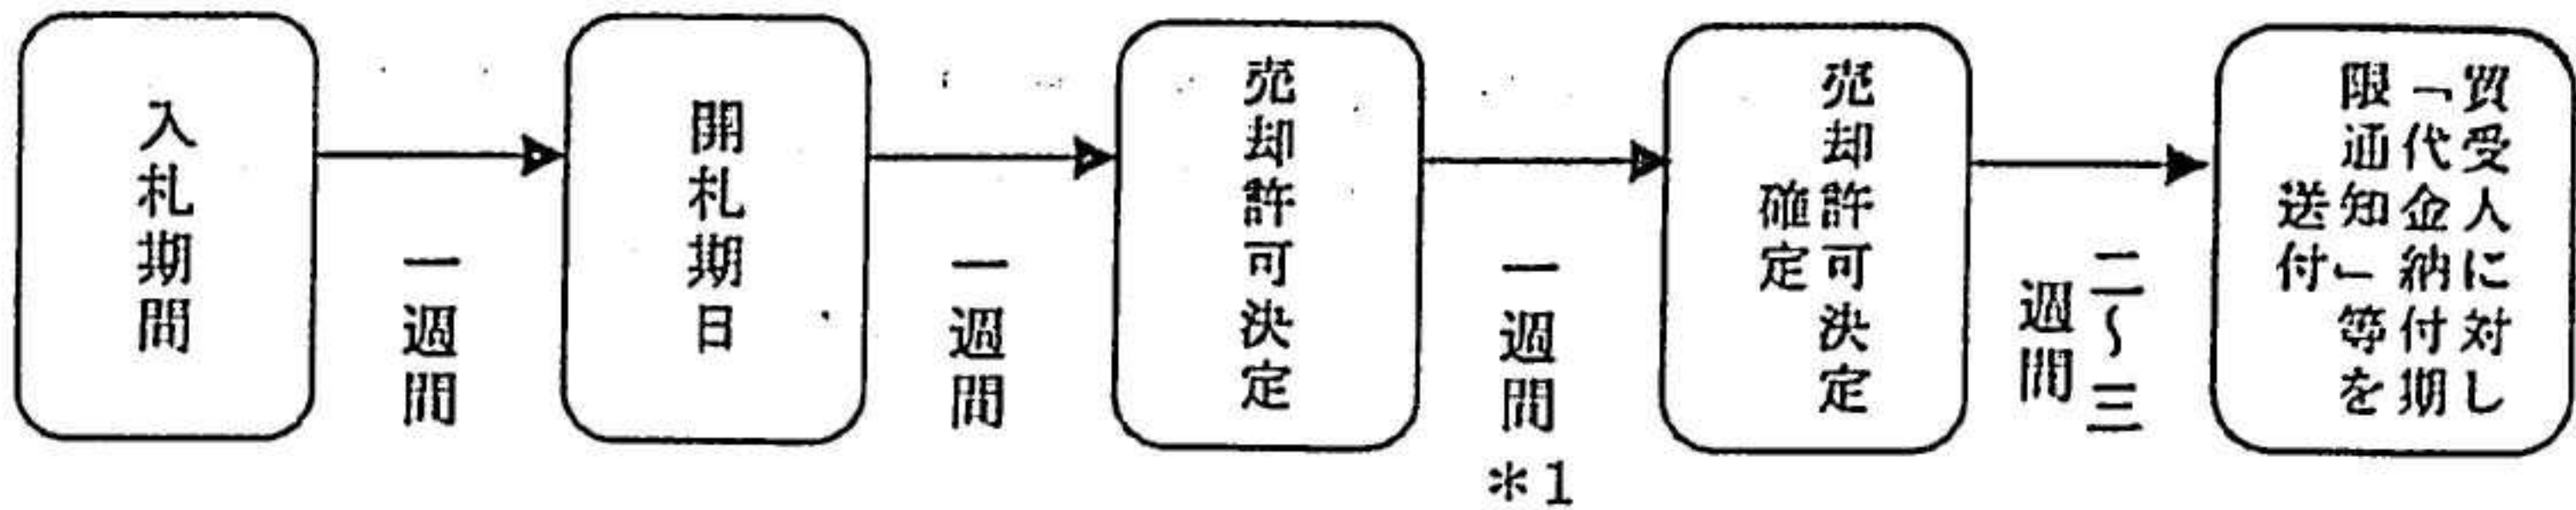 入札期間
一週間
開札期日
一週間
売却許可決定
一週間
*1
売却許可決定
確定
二〜三
週間
買受人に対し
「代金納付期
限通知」等を
送付